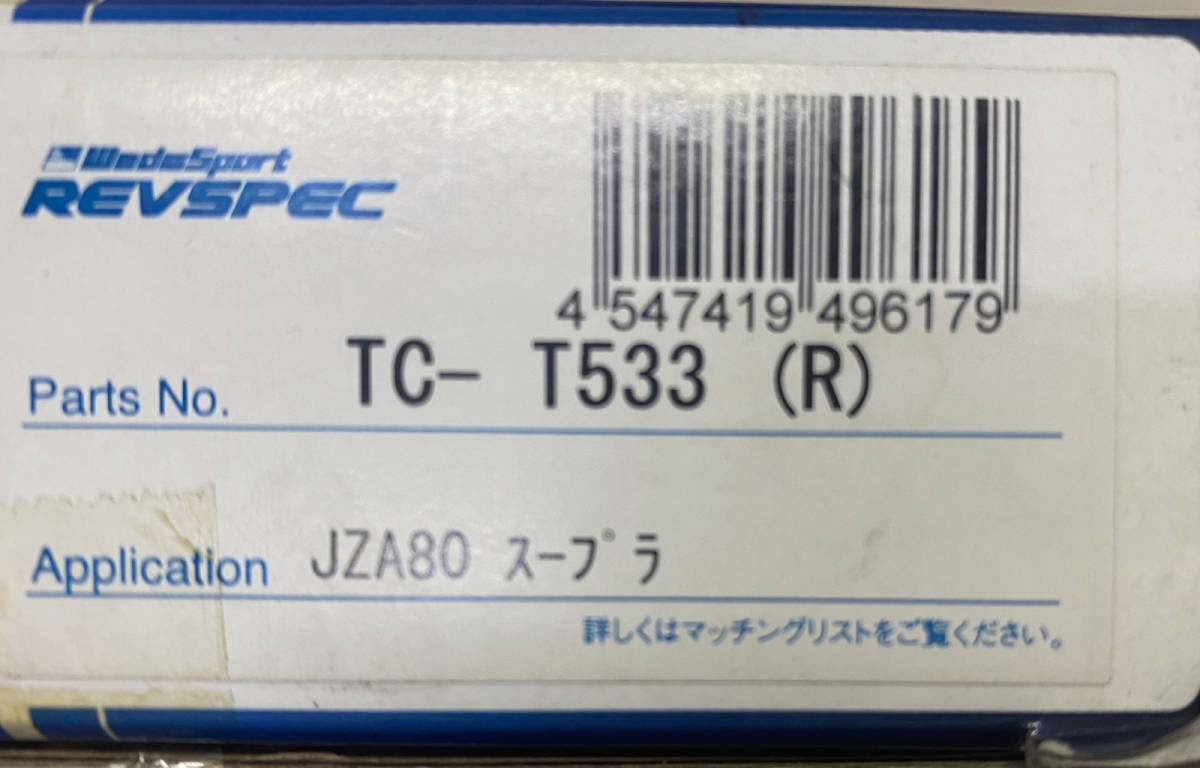 WedsSport
REVSPEC
4 547419 496179
Parts No. TC- T533 (R)
Application JZA80 スープラ
詳しくはマッチングリストをご覧ください。